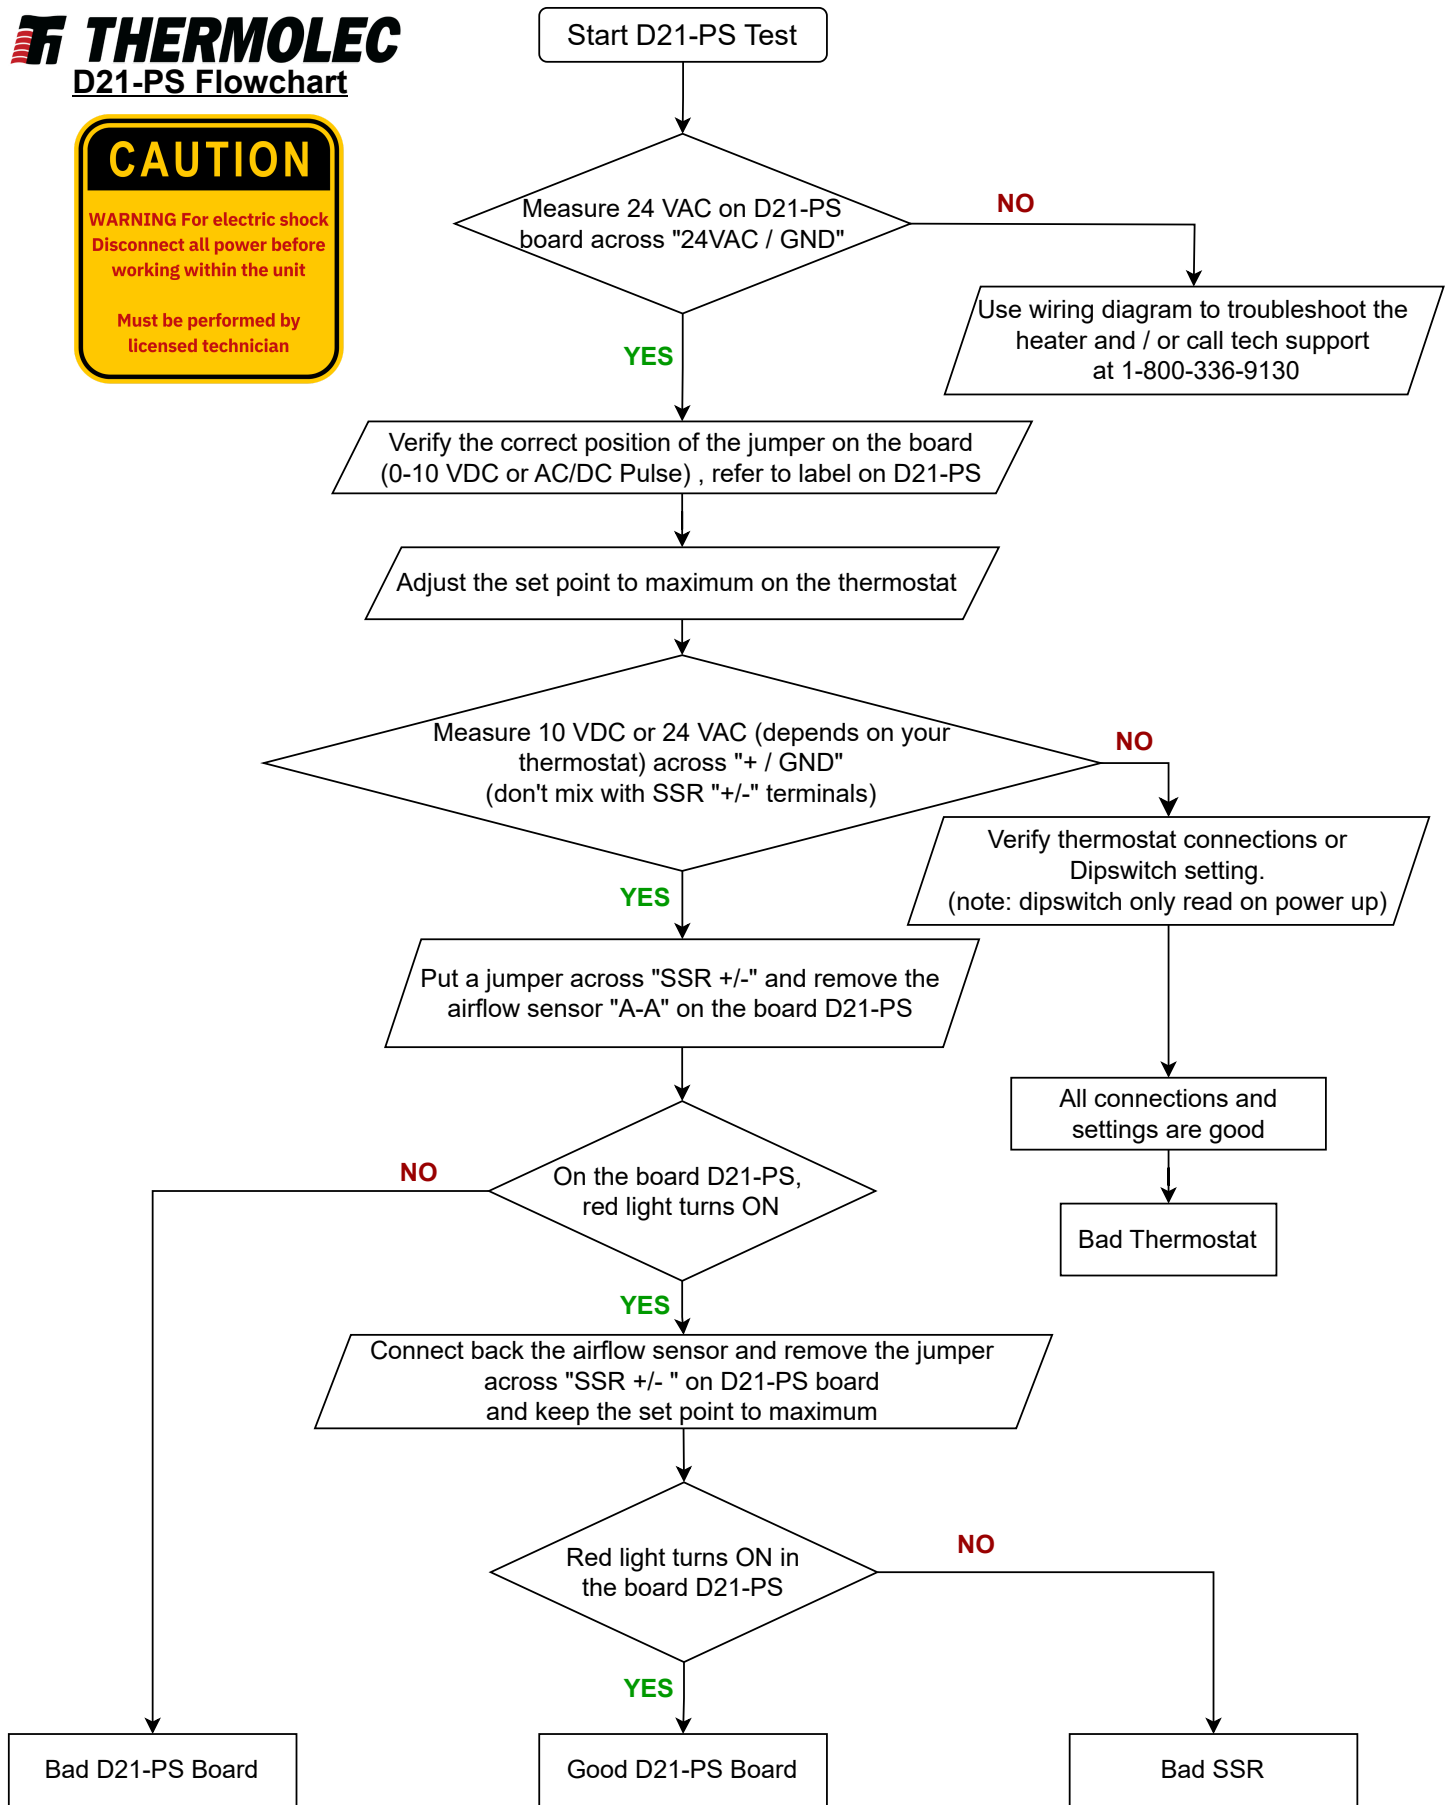 THERMOLEC
D21-PS Flowchart
CAUTION
WARNING For electric shock
Disconnect all power before
working within the unit
Must be performed by
licensed technician
Start D21-PS Test
Measure 24 VAC on D21-PS
board across "24VAC / GND"
NO
Use wiring diagram to troubleshoot the
heater and / or call tech support
at 1-800-336-9130
YES
Verify the correct position of the jumper on the board
(0-10 VDC or AC/DC Pulse) , refer to label on D21-PS
Adjust the set point to maximum on the thermostat
Measure 10 VDC or 24 VAC (depends on your
thermostat) across "+ / GND"
(don't mix with SSR "+/-" terminals)
NO
Verify thermostat connections or
Dipswitch setting.
(note: dipswitch only read on power up)
All connections and
settings are good
Bad Thermostat
YES
Put a jumper across "SSR +/-" and remove the
airflow sensor "A-A" on the board D21-PS
On the board D21-PS,
red light turns ON
NO
YES
Connect back the airflow sensor and remove the jumper
across "SSR +/- " on D21-PS board
and keep the set point to maximum
Red light turns ON in
the board D21-PS
NO
YES
Bad D21-PS Board
Good D21-PS Board
Bad SSR